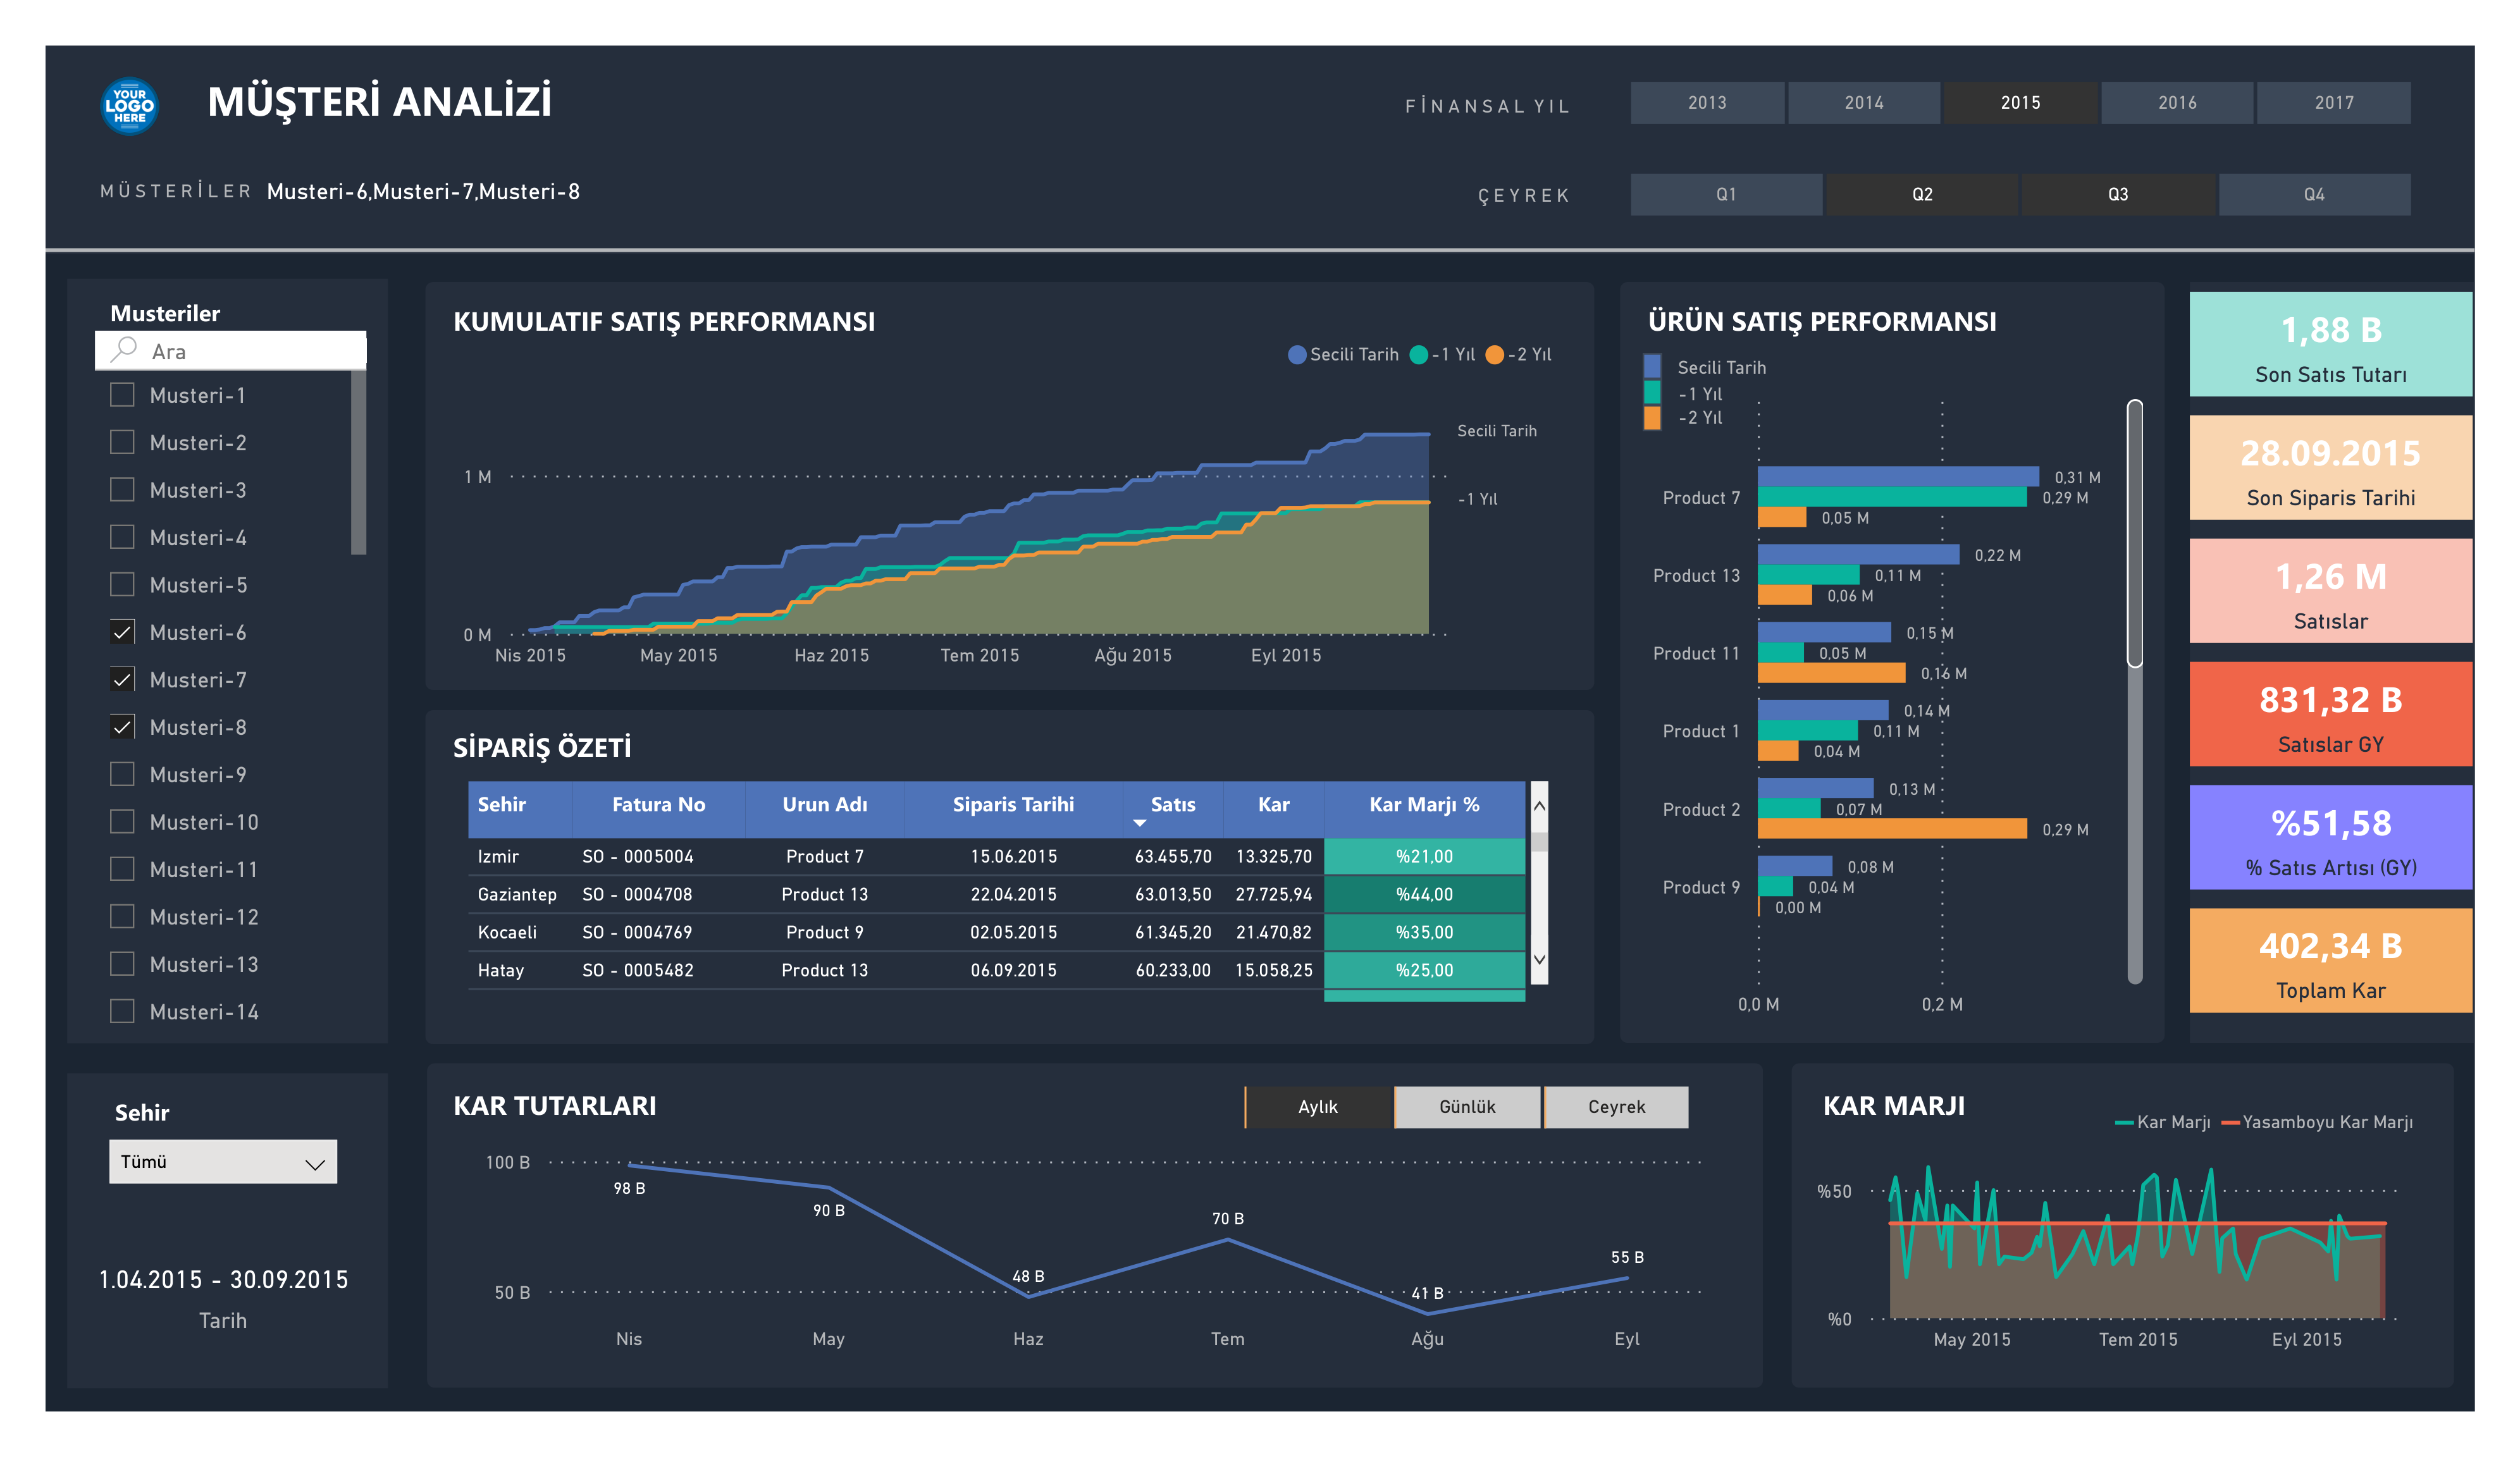 YOUR
LOGO
HERE
MÜŞTERİ ANALİZİ
FİNANSAL YIL
2013 2014 2015 2016 2017
MÜSTERİLER Musteri-6,Musteri-7,Musteri-8
ÇEYREK
Q1 Q2 Q3 Q4
Musteriler
Ara
Musteri-1
Musteri-2
Musteri-3
Musteri-4
Musteri-5
Musteri-6
Musteri-7
Musteri-8
Musteri-9
Musteri-10
Musteri-11
Musteri-12
Musteri-13
Musteri-14
Sehir
Tümü
1.04.2015 - 30.09.2015
Tarih
KUMULATIF SATIŞ PERFORMANSI
Secili Tarih -1 Yıl -2 Yıl
Secili Tarih
1 M
-1 Yıl
0 M
Nis 2015 May 2015 Haz 2015 Tem 2015 Ağu 2015 Eyl 2015
SİPARİŞ ÖZETİ
Sehir Fatura No Urun Adı Siparis Tarihi Satıs Kar Kar Marjı %
Izmir SO - 0005004 Product 7 15.06.2015 63.455,70 13.325,70 %21,00
Gaziantep SO - 0004708 Product 13 22.04.2015 63.013,50 27.725,94 %44,00
Kocaeli SO - 0004769 Product 9 02.05.2015 61.345,20 21.470,82 %35,00
Hatay SO - 0005482 Product 13 06.09.2015 60.233,00 15.058,25 %25,00
ÜRÜN SATIŞ PERFORMANSI
Secili Tarih
-1 Yıl
-2 Yıl
0,31 M
Product 7 0,29 M
0,05 M
0,22 M
Product 13 0,11 M
0,06 M
0,15 M
Product 11 0,05 M
0,16 M
0,14 M
Product 1 0,11 M
0,04 M
0,13 M
Product 2 0,07 M
0,29 M
0,08 M
Product 9 0,04 M
0,00 M
0,0 M 0,2 M
1,88 B
Son Satıs Tutarı
28.09.2015
Son Siparis Tarihi
1,26 M
Satıslar
831,32 B
Satıslar GY
%51,58
% Satıs Artısı (GY)
402,34 B
Toplam Kar
KAR TUTARLARI
Aylık Günlük Ceyrek
100 B
98 B
90 B
70 B
55 B
48 B
50 B
41 B
Nis May Haz Tem Ağu Eyl
KAR MARJI
Kar Marjı Yasamboyu Kar Marjı
%50
%0
May 2015 Tem 2015 Eyl 2015